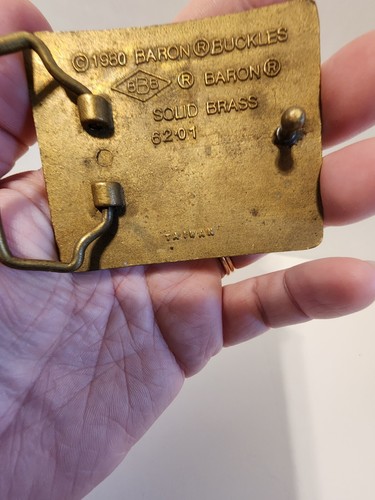 ©1980 BARON® BUCKLES
BBB ® BARON®
SOLID BRASS
6201
TAIWAN